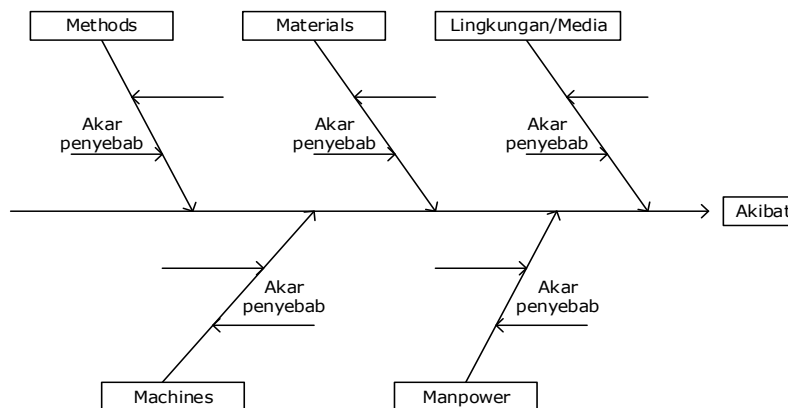 Methods
Materials
Lingkungan/Media
Akar
penyebab
Akar
penyebab
Akar
penyebab
Akibat
Akar
penyebab
Akar
penyebab
Machines
Manpower